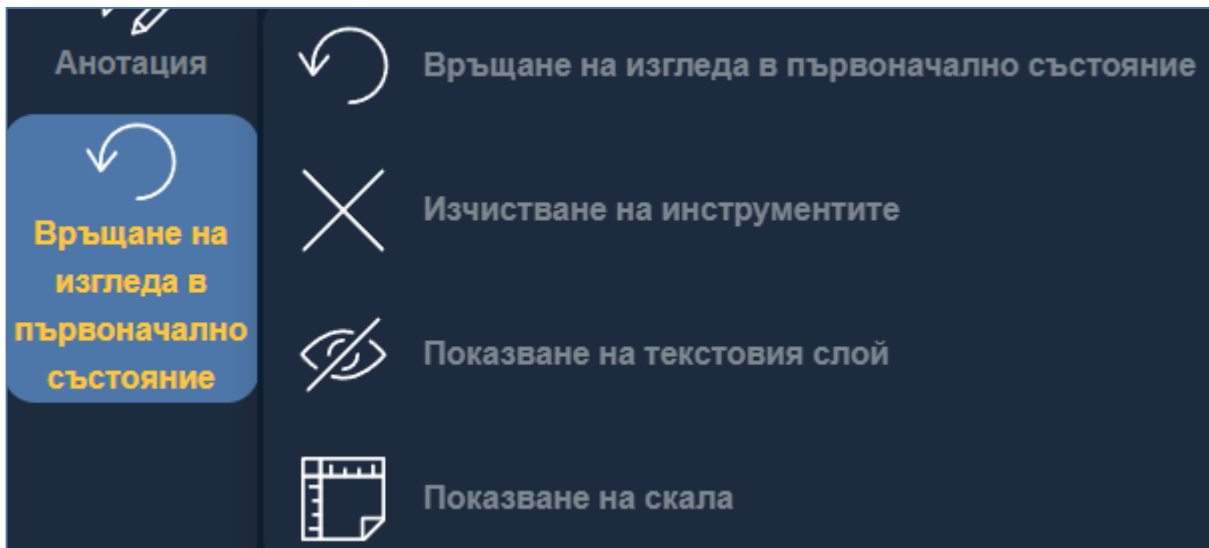 Анотация
Връщане на
изгледа в
първоначално
състояние
Връщане на изгледа в първоначално състояние
Изчистване на инструментите
Показване на текстовия слой
Показване на скала